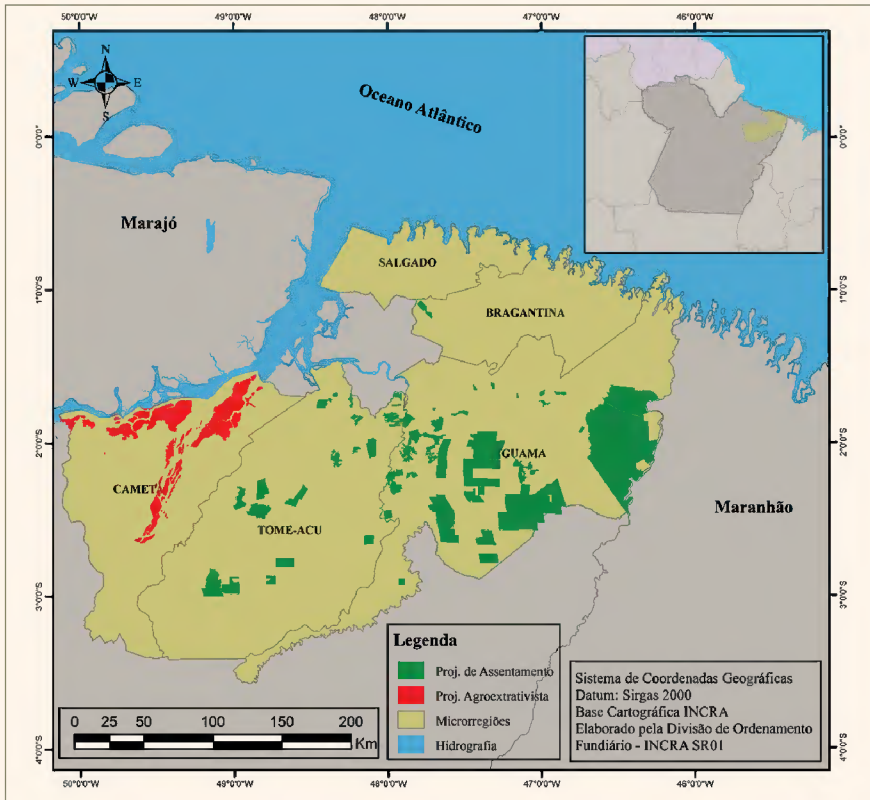 50°0'0"W 49°0'0"W 48°0'0"W 47°0'0"W 46°0'0"W
N
W E
S
Oceano Atlântico
0°0'0" 0°0'0"
Marajó
SALGADO
1°0'0"S 1°0'0"S
BRAGANTINA
2°0'0"S 2°0'0"S
GUAMA
CAMETA
Maranhão
TOME-ACU
3°0'0"S 3°0'0"S
Legenda
Proj. de Assentamento
Proj. Agroextrativista
Microrregiões
Hidrografia
Sistema de Coordenadas Geográficas
Datum: Sirgas 2000
Base Cartográfica INCRA
Elaborado pela Divisão de Ordenamento
Fundiário - INCRA SR01
0 25 50 100 150 200
Km
4°0'0"S 4°0'0"S
50°0'0"W 49°0'0"W 48°0'0"W 47°0'0"W 46°0'0"W